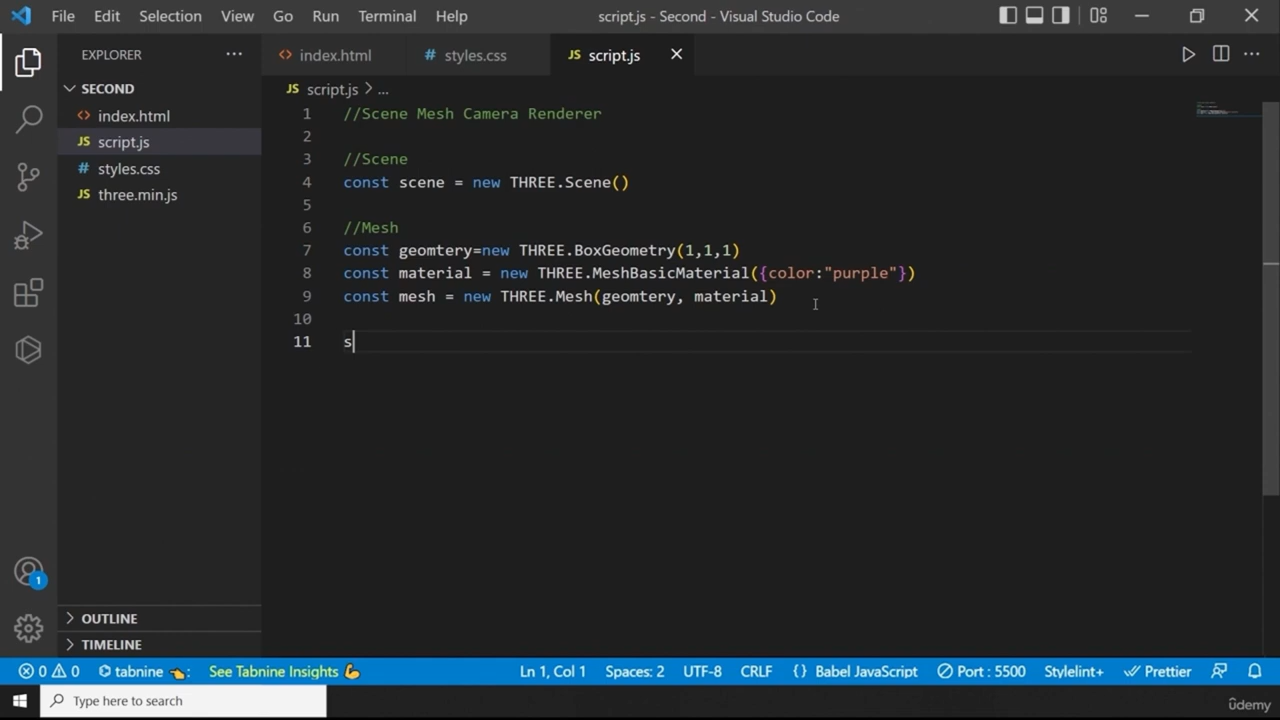 File Edit Selection View Go Run Terminal Help script.js - Second - Visual Studio Code
EXPLORER ···
SECOND
index.html
script.js
styles.css
three.min.js
OUTLINE
TIMELINE
<> index.html # styles.css JS script.js
JS script.js > ...
1 //Scene Mesh Camera Renderer
2
3 //Scene
4 const scene = new THREE.Scene()
5
6 //Mesh
7 const geomtery=new THREE.BoxGeometry(1,1,1)
8 const material = new THREE.MeshBasicMaterial({color:"purple"})
9 const mesh = new THREE.Mesh(geomtery, material)
10
11 s
1
0 0 tabnine 👈: See Tabnine Insights 💪 Ln 1, Col 1 Spaces: 2 UTF-8 CRLF {} Babel JavaScript Port : 5500 Stylelint+ Prettier
Type here to search
ûdemy